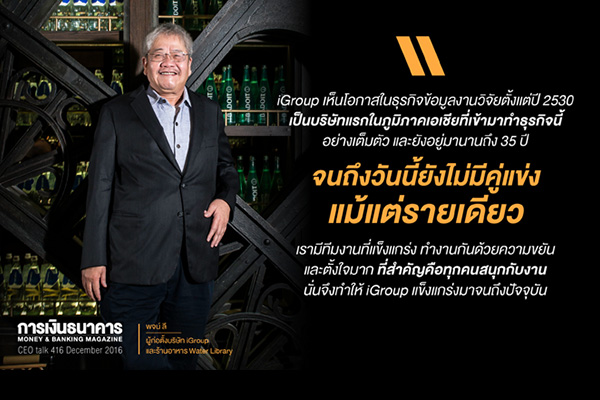 iGroup เห็นโอกาสในธุรกิจข้อมูลงานวิจัยตั้งแต่ปี 2530
เป็นบริษัทแรกในภูมิภาคเอเชียที่เข้ามาทำธุรกิจนี้
อย่างเต็มตัว และยังอยู่มานานถึง 35 ปี
จนถึงวันนี้ยังไม่มีคู่แข่ง
แม้แต่รายเดียว
เรามีทีมงานที่แข็งแกร่ง ทำงานกันด้วยความขยัน
และตั้งใจมาก ที่สำคัญคือทุกคนสนุกกับงาน
นั่นจึงทำให้ iGroup แข็งแกร่งมาจนถึงปัจจุบัน
การเงินธนาคาร
MONEY & BANKING MAGAZINE
CEO talk 416 December 2016
พจน์ ลี
ผู้ก่อตั้งบริษัท iGroup
และร้านอาหาร Water Library